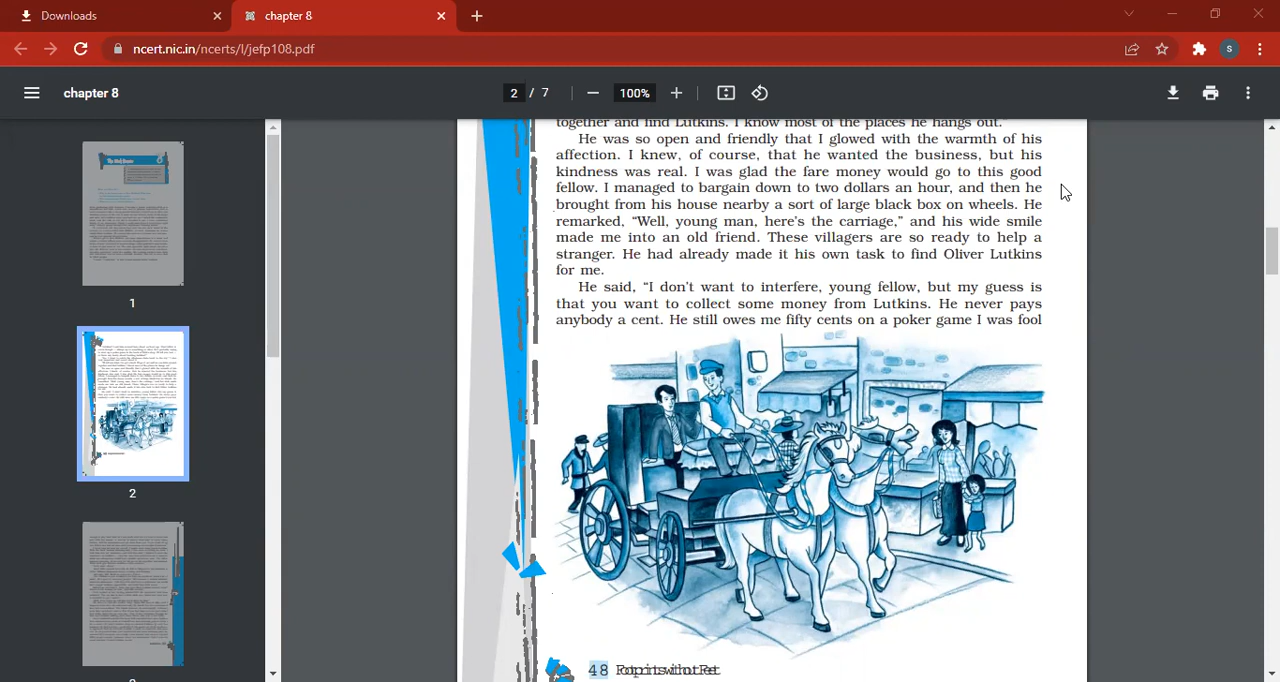 Downloads
chapter 8
ncert.nic.in/ncerts/l/jefp108.pdf
S
chapter 8
2 / 7
100%
together and find Lutkins. I know most of the places he hangs out."
He was so open and friendly that I glowed with the warmth of his
affection. I knew, of course, that he wanted the business, but his
kindness was real. I was glad the fare money would go to this good
fellow. I managed to bargain down to two dollars an hour, and then he
brought from his house nearby a sort of large black box on wheels. He
remarked, “Well, young man, here's the carriage,” and his wide smile
made me into an old friend. These villagers are so ready to help a
stranger. He had already made it his own task to find Oliver Lutkins
for me.
He said, “I don't want to interfere, young fellow, but my guess is
that you want to collect some money from Lutkins. He never pays
anybody a cent. He still owes me fifty cents on a poker game I was fool
48
1
2